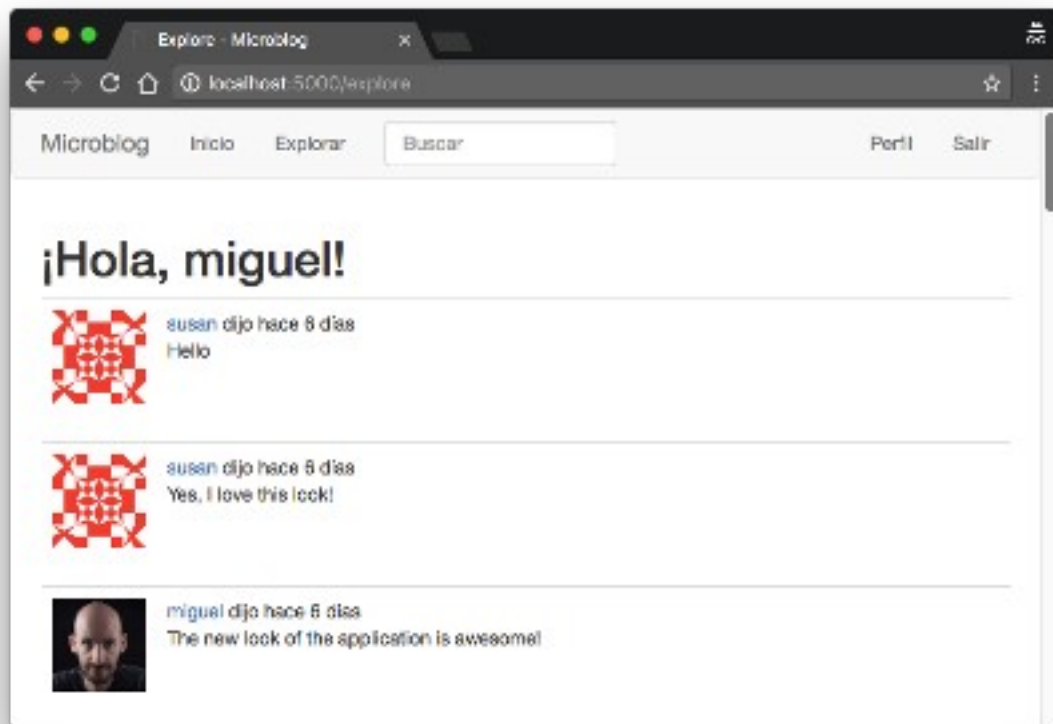 Explore - Microblog
localhost:5000/explore
Microblog Inicio Explorar Buscar Perfil Salir
¡Hola, miguel!
susan dijo hace 6 días
Hello
susan dijo hace 6 días
Yes, I love this look!
miguel dijo hace 6 días
The new look of the application is awesome!